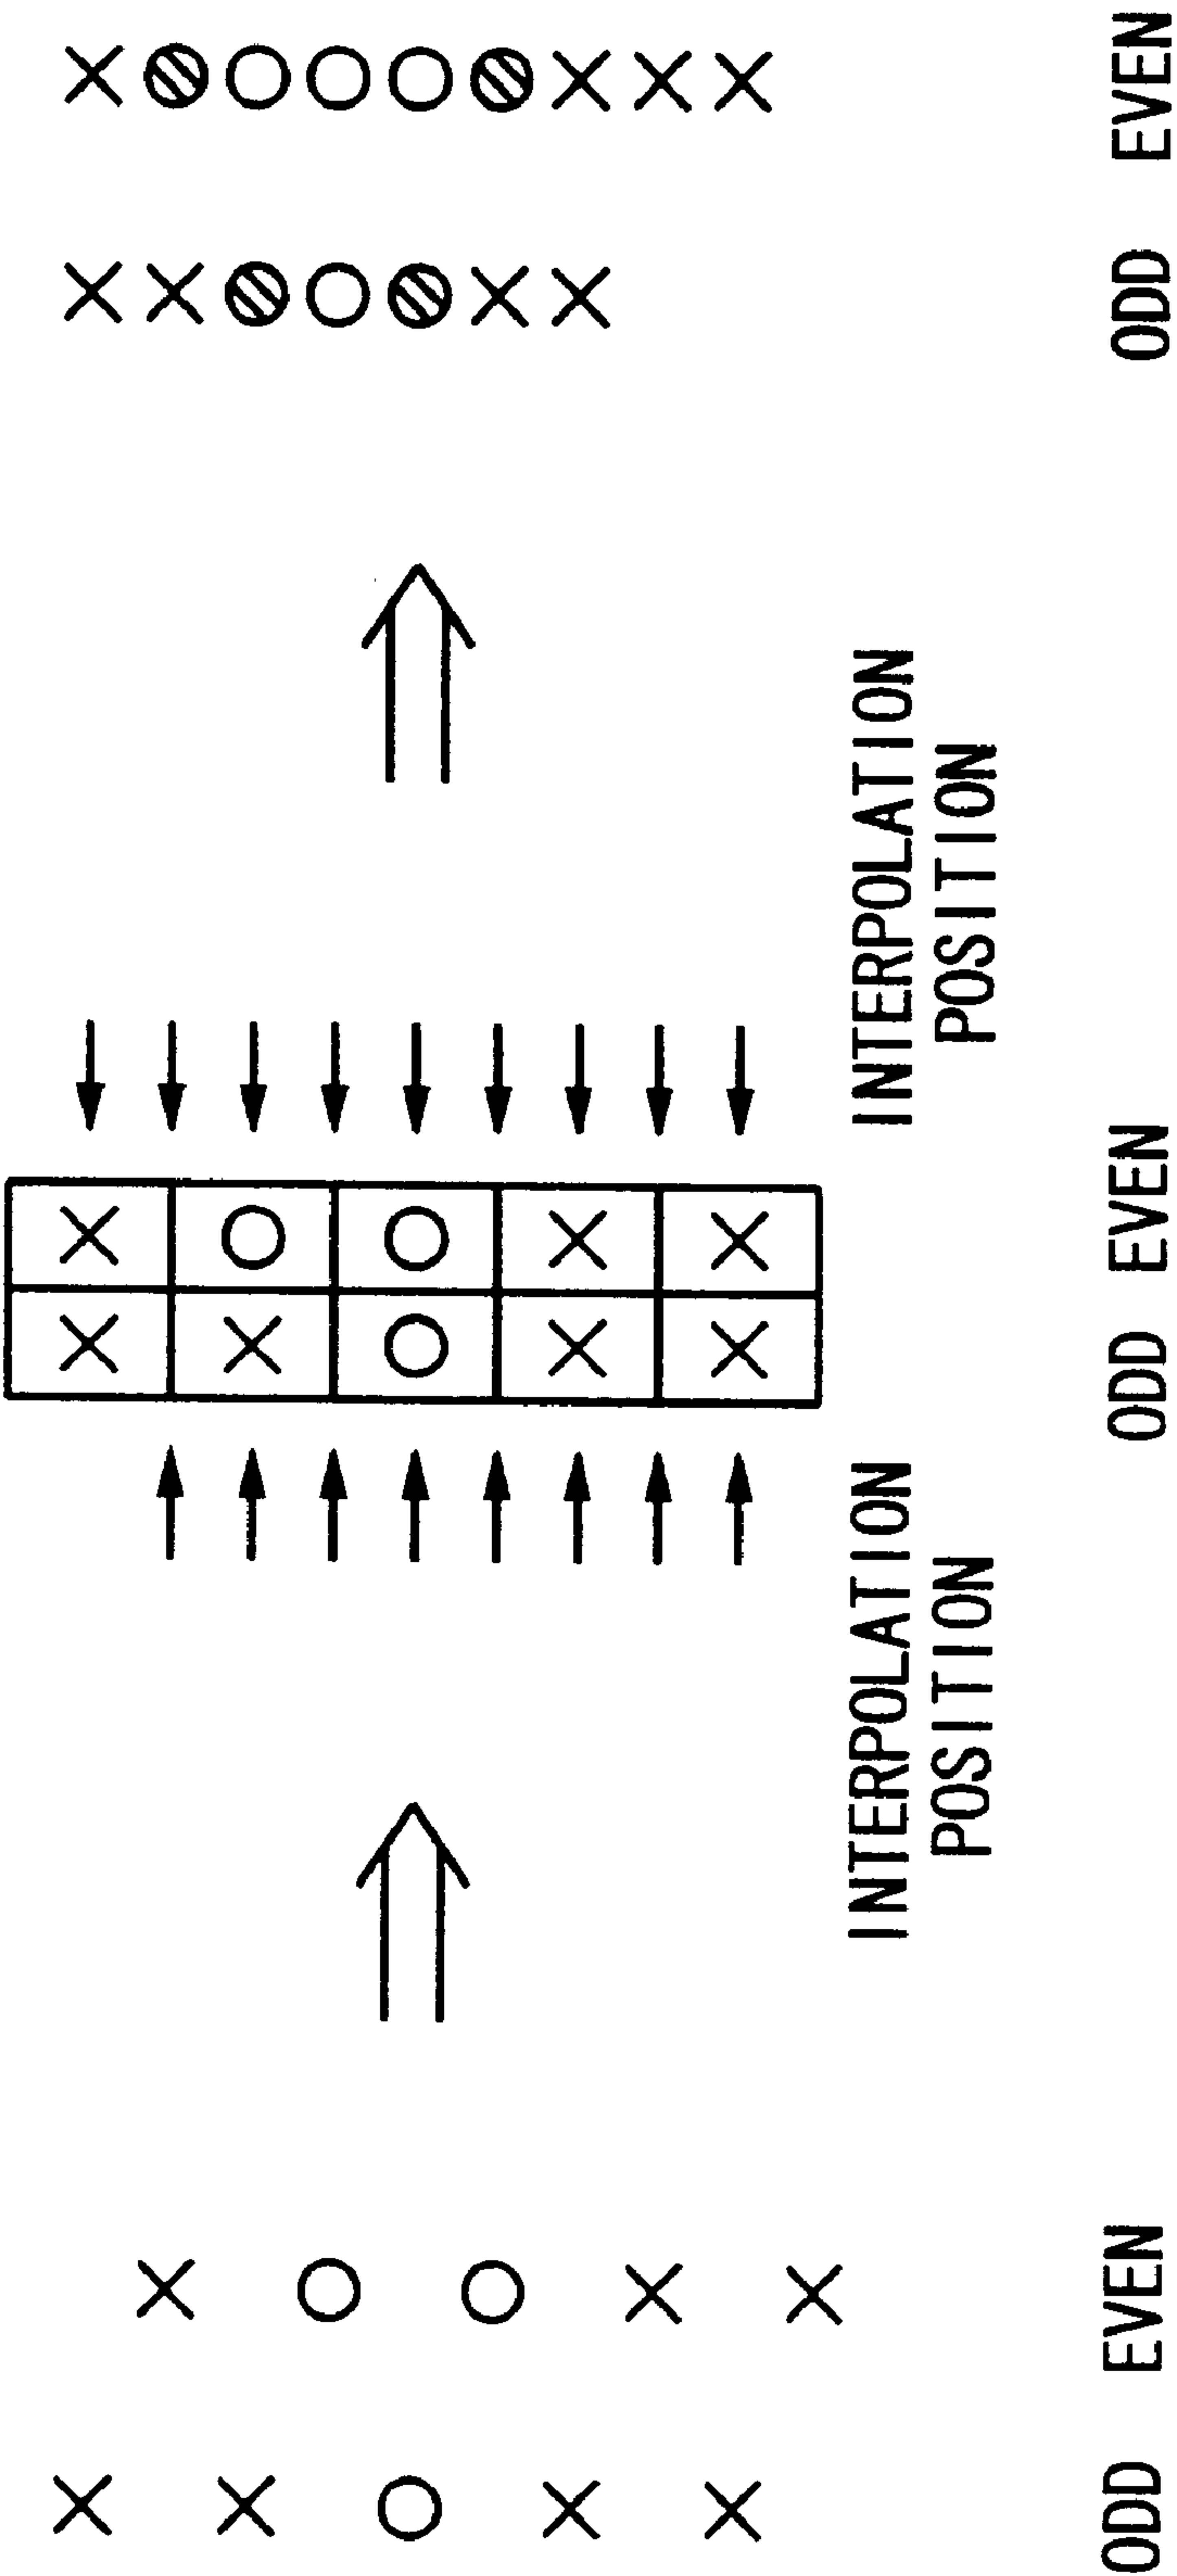 ODD EVEN
INTERPOLATION
POSITION
ODD EVEN
INTERPOLATION
POSITION
ODD EVEN